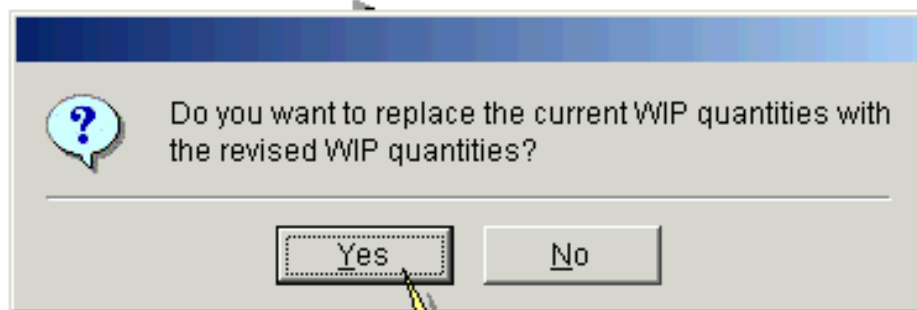 Do you want to replace the current WIP quantities with
the revised WIP quantities?
Yes No